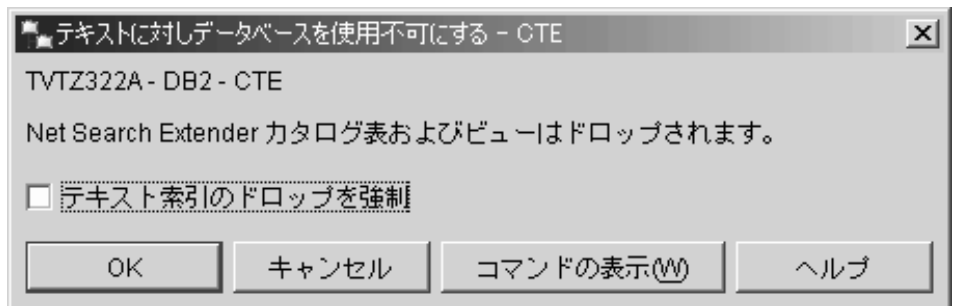 テキストに対しデータベースを使用不可にする - CTE
TVTZ322A - DB2 - CTE
Net Search Extender カタログ表およびビューはドロップされます。
テキスト索引のドロップを強制
OK キャンセル コマンドの表示(W) ヘルプ